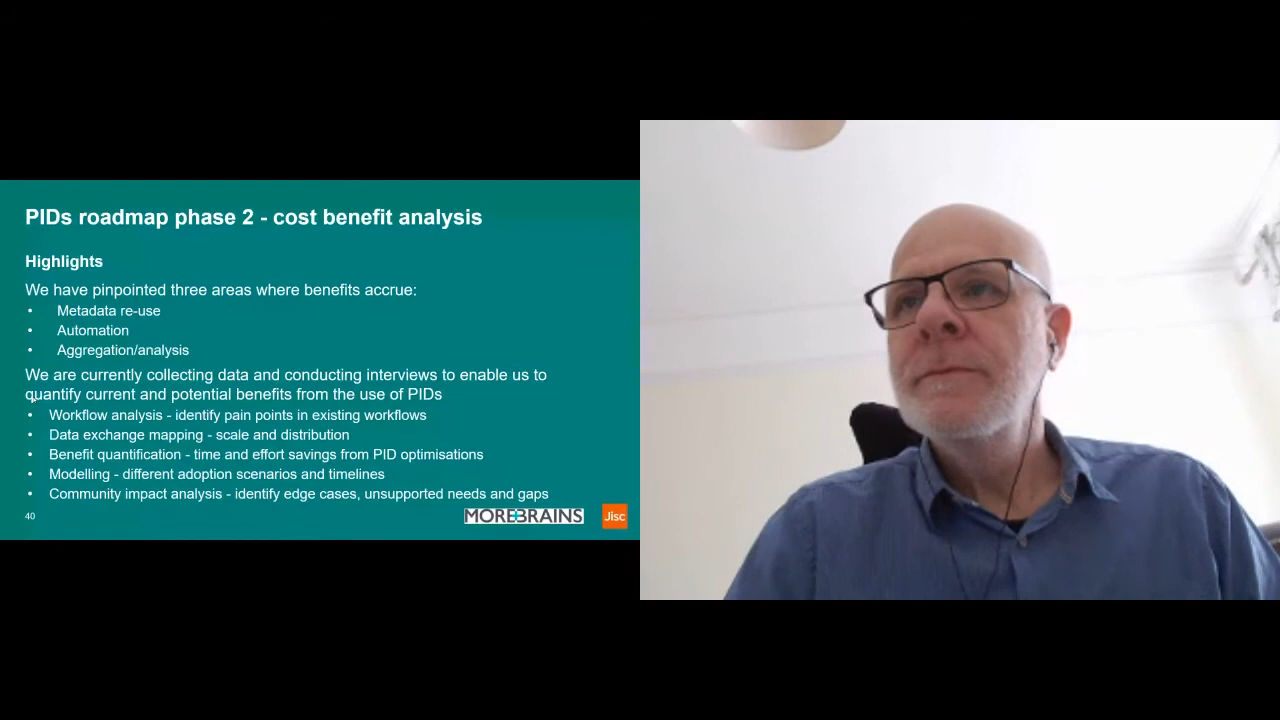 PIDs roadmap phase 2 - cost benefit analysis
Highlights
We have pinpointed three areas where benefits accrue:
• Metadata re-use
• Automation
• Aggregation/analysis
We are currently collecting data and conducting interviews to enable us to
quantify current and potential benefits from the use of PIDs
• Workflow analysis - identify pain points in existing workflows
• Data exchange mapping - scale and distribution
• Benefit quantification - time and effort savings from PID optimisations
• Modelling - different adoption scenarios and timelines
• Community impact analysis - identify edge cases, unsupported needs and gaps
40
MOREBRAINS
Jisc